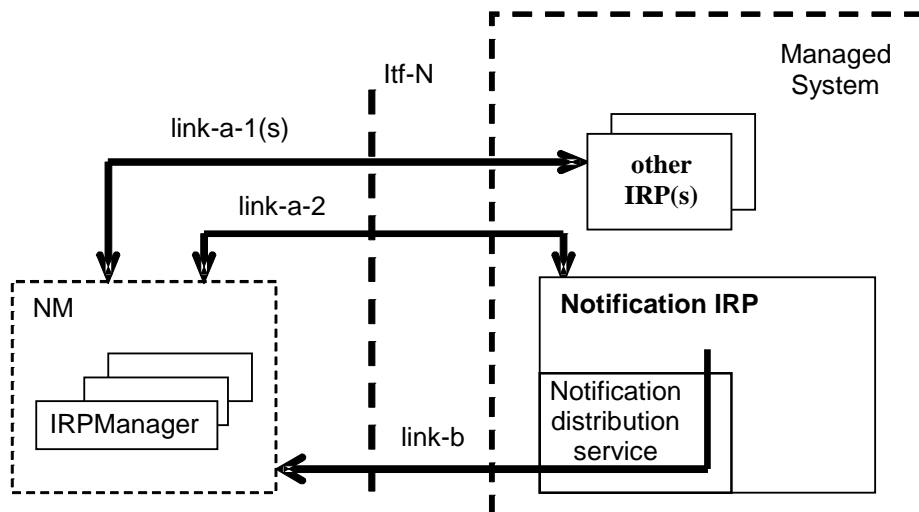 Managed
System
Itf-N
link-a-1(s)
other
IRP(s)
link-a-2
NM
Notification IRP
IRPManager
Notification
distribution
service
link-b